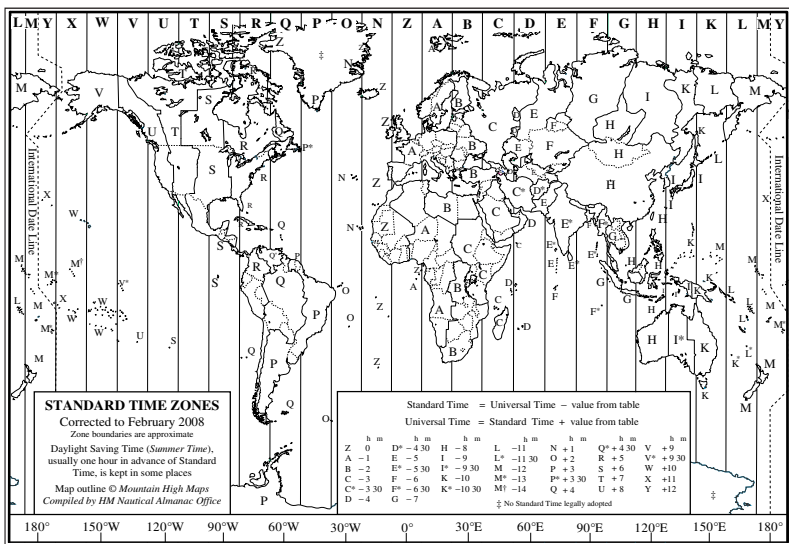 L M Y X W V U T S R Q P O N Z A B C D E F G H I K L M Y
International Date Line
International Date Line
M V S U T S R Q P* P N Z
A B C E F G H I K L M
X W M† M* V* W X
R Q P O N Z
C* D* E* F* G H I K L M
H I* K
K*
L*
M*
‡
STANDARD TIME ZONES
Corrected to February 2008
Zone boundaries are approximate
Daylight Saving Time (Summer Time),
usually one hour in advance of Standard
Time, is kept in some places
Map outline © Mountain High Maps
Compiled by HM Nautical Almanac Office
Standard Time = Universal Time − value from table
Universal Time = Standard Time + value from table
h m h m h m h m h m h m h m
Z 0 D* − 4 30 H − 8 L −11 N + 1 Q* + 4 30 V + 9
A − 1 E − 5 I − 9 L* −11 30 O + 2 R + 5 V* + 9 30
B − 2 E* − 5 30 I* − 9 30 M −12 P + 3 S + 6 W +10
C − 3 F − 6 K −10 M* −13 P* + 3 30 T + 7 X +11
C* − 3 30 F* − 6 30 K* −10 30 M† −14 Q + 4 U + 8 Y +12
D − 4 G − 7
‡ No Standard Time legally adopted
P
‡
180° 150°W 120°W 90°W 60°W 30°W 0° 30°E 60°E 90°E 120°E 150°E 180°